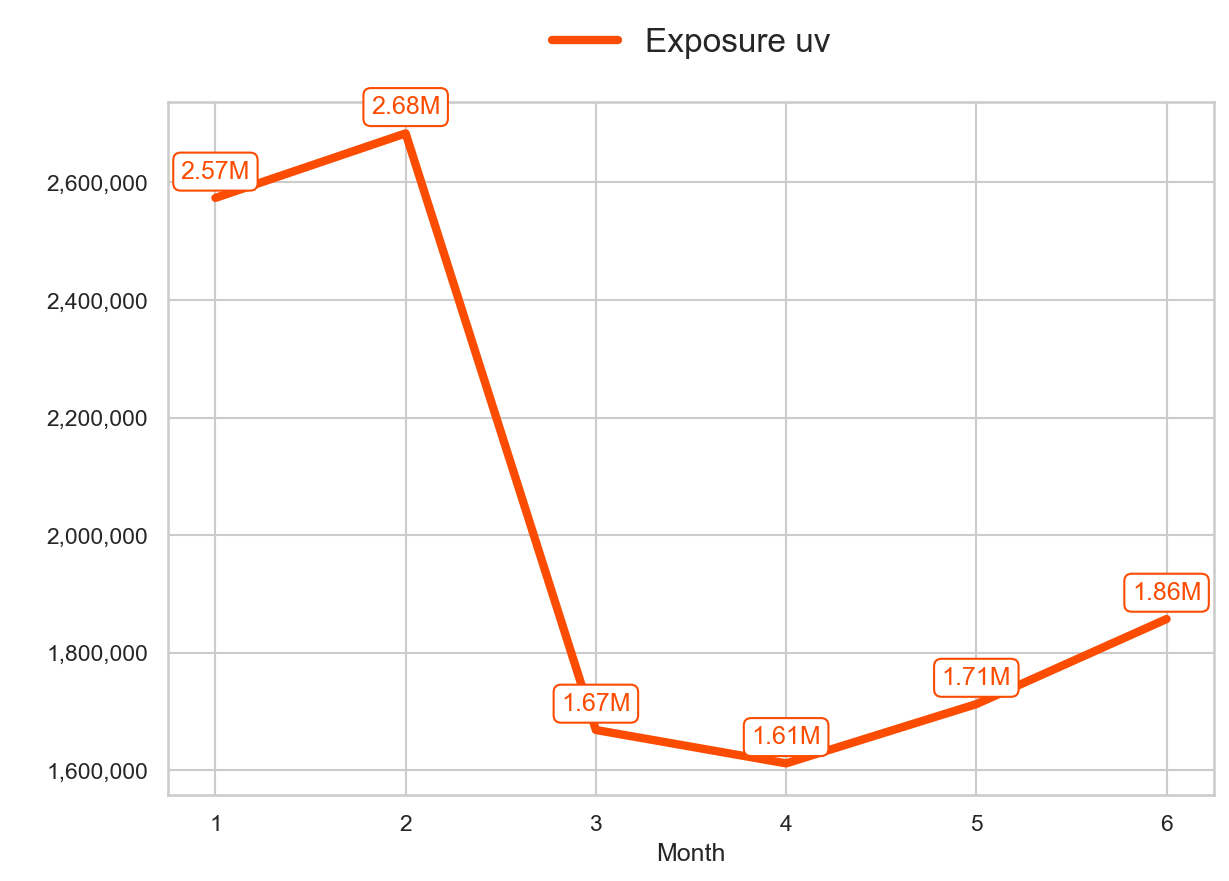 Exposure uv
2.68M
2.57M
2,600,000
2,400,000
2,200,000
2,000,000
1.86M
1,800,000
1.71M
1.67M
1.61M
1,600,000
1 2 3 4 5 6
Month